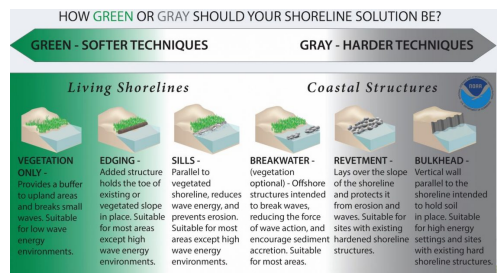 HOW GREEN OR GRAY SHOULD YOUR SHORELINE SOLUTION BE?
GREEN - SOFTER TECHNIQUES
GRAY - HARDER TECHNIQUES
Living Shorelines
Coastal Structures
NOAA
VEGETATION
ONLY -
Provides a buffer
to upland areas
and breaks small
waves. Suitable
for low wave
energy
environments.
EDGING -
Added structure
holds the toe of
existing or
vegetated slope
in place. Suitable
for most areas
except high
wave energy
environments.
SILLS -
Parallel to
vegetated
shoreline, reduces
wave energy, and
prevents erosion.
Suitable for most
areas except high
wave energy
environments.
BREAKWATER -
(vegetation
optional) - Offshore
structures intended
to break waves,
reducing the force
of wave action, and
encourage sediment
accretion. Suitable
for most areas.
REVETMENT -
Lays over the slope
of the shoreline
and protects it
from erosion and
waves. Suitable for
sites with existing
hardened shoreline
structures.
BULKHEAD -
Vertical wall
parallel to the
shoreline intended
to hold soil
in place. Suitable
for high energy
settings and sites
with existing hard
shoreline structures.